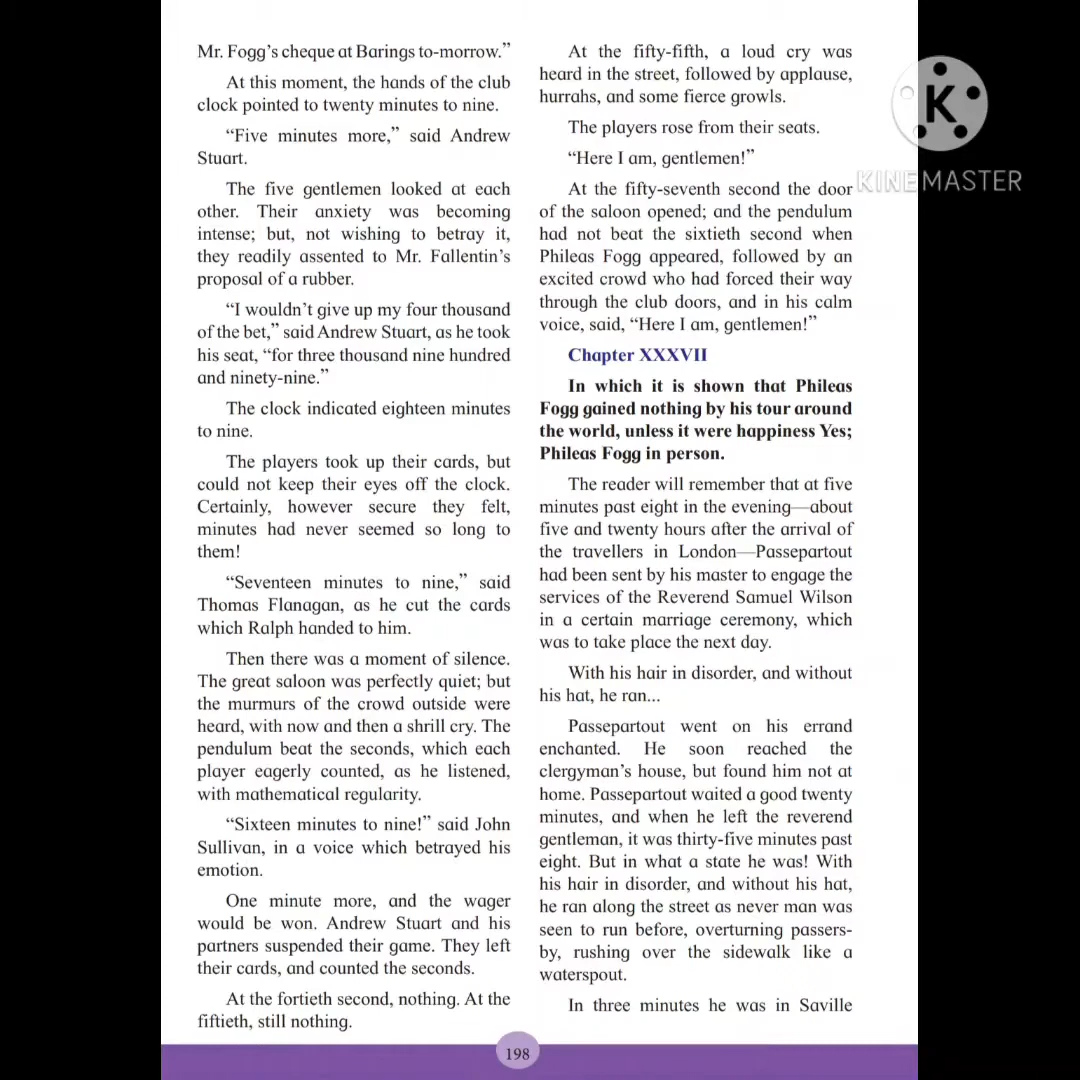 Mr. Fogg’s cheque at Barings to-morrow.”
At this moment, the hands of the club
clock pointed to twenty minutes to nine.
“Five minutes more,” said Andrew
Stuart.
The five gentlemen looked at each
other. Their anxiety was becoming
intense; but, not wishing to betray it,
they readily assented to Mr. Fallentin’s
proposal of a rubber.
“I wouldn’t give up my four thousand
of the bet,” said Andrew Stuart, as he took
his seat, “for three thousand nine hundred
and ninety-nine.”
The clock indicated eighteen minutes
to nine.
The players took up their cards, but
could not keep their eyes off the clock.
Certainly, however secure they felt,
minutes had never seemed so long to
them!
“Seventeen minutes to nine,” said
Thomas Flanagan, as he cut the cards
which Ralph handed to him.
Then there was a moment of silence.
The great saloon was perfectly quiet; but
the murmurs of the crowd outside were
heard, with now and then a shrill cry. The
pendulum beat the seconds, which each
player eagerly counted, as he listened,
with mathematical regularity.
“Sixteen minutes to nine!” said John
Sullivan, in a voice which betrayed his
emotion.
One minute more, and the wager
would be won. Andrew Stuart and his
partners suspended their game. They left
their cards, and counted the seconds.
At the fortieth second, nothing. At the
fiftieth, still nothing.
At the fifty-fifth, a loud cry was
heard in the street, followed by applause,
hurrahs, and some fierce growls.
The players rose from their seats.
“Here I am, gentlemen!”
At the fifty-seventh second the door
of the saloon opened; and the pendulum
had not beat the sixtieth second when
Phileas Fogg appeared, followed by an
excited crowd who had forced their way
through the club doors, and in his calm
voice, said, “Here I am, gentlemen!”
Chapter XXXVII
In which it is shown that Phileas
Fogg gained nothing by his tour around
the world, unless it were happiness Yes;
Phileas Fogg in person.
The reader will remember that at five
minutes past eight in the evening—about
five and twenty hours after the arrival of
the travellers in London—Passepartout
had been sent by his master to engage the
services of the Reverend Samuel Wilson
in a certain marriage ceremony, which
was to take place the next day.
With his hair in disorder, and without
his hat, he ran...
Passepartout went on his errand
enchanted. He soon reached the
clergyman’s house, but found him not at
home. Passepartout waited a good twenty
minutes, and when he left the reverend
gentleman, it was thirty-five minutes past
eight. But in what a state he was! With
his hair in disorder, and without his hat,
he ran along the street as never man was
seen to run before, overturning passers-
by, rushing over the sidewalk like a
waterspout.
In three minutes he was in Saville
198
K
KINEMASTER